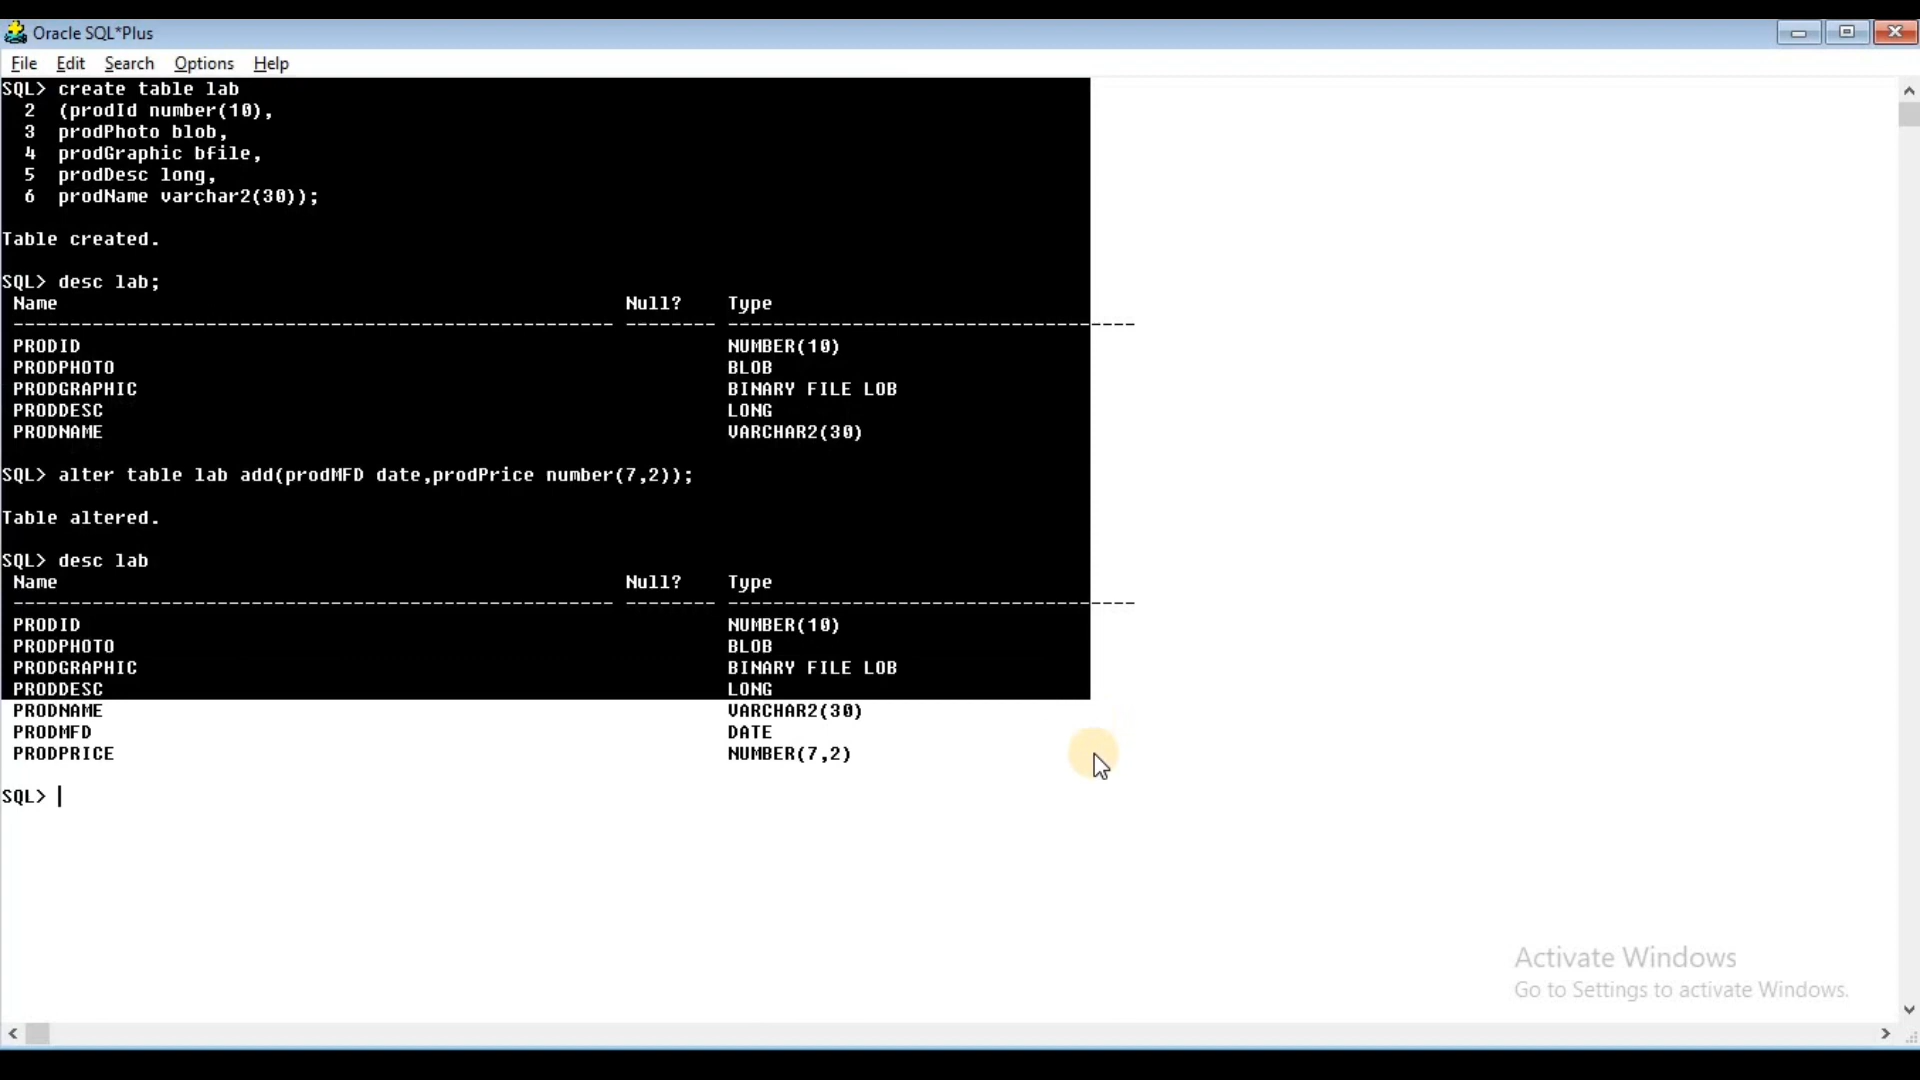 Oracle SQL*Plus
File Edit Search Options Help
SQL> create table lab
2 (prodId number(10),
3 prodPhoto blob,
4 prodGraphic bfile,
5 prodDesc long,
6 prodName varchar2(30));
Table created.
SQL> desc lab;
Name Null? Type
----------------------------------------------------- -------- ------------------------------------
PRODID NUMBER(10)
PRODPHOTO BLOB
PRODGRAPHIC BINARY FILE LOB
PRODDESC LONG
PRODNAME VARCHAR2(30)
SQL> alter table lab add(prodMFD date,prodPrice number(7,2));
Table altered.
SQL> desc lab
Name Null? Type
----------------------------------------------------- -------- ------------------------------------
PRODID NUMBER(10)
PRODPHOTO BLOB
PRODGRAPHIC BINARY FILE LOB
PRODDESC LONG
PRODNAME VARCHAR2(30)
PRODMFD DATE
PRODPRICE NUMBER(7,2)
SQL>
Activate Windows
Go to Settings to activate Windows.